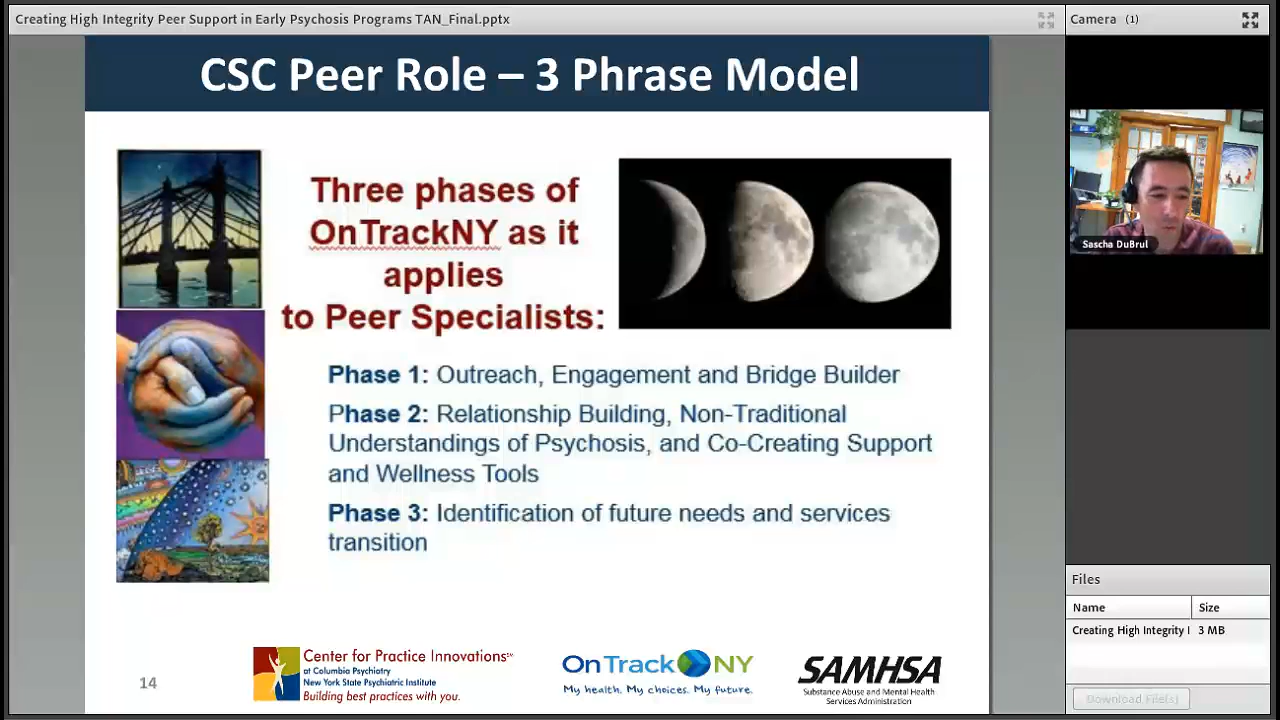 Creating High Integrity Peer Support in Early Psychosis Programs TAN_Final.pptx
Camera (1)
CSC Peer Role – 3 Phrase Model
Three phases of
OnTrackNY as it
applies
to Peer Specialists:
Sascha DuBrul
Phase 1: Outreach, Engagement and Bridge Builder
Phase 2: Relationship Building, Non-Traditional
Understandings of Psychosis, and Co-Creating Support
and Wellness Tools
Phase 3: Identification of future needs and services
transition
Files
Name Size
Creating High Integrity I 3 MB
Download File(s)
14
Center for Practice Innovations℠
at Columbia Psychiatry
New York State Psychiatric Institute
Building best practices with you.
OnTrackNY
My health. My choices. My future.
SAMHSA
Substance Abuse and Mental Health
Services Administration